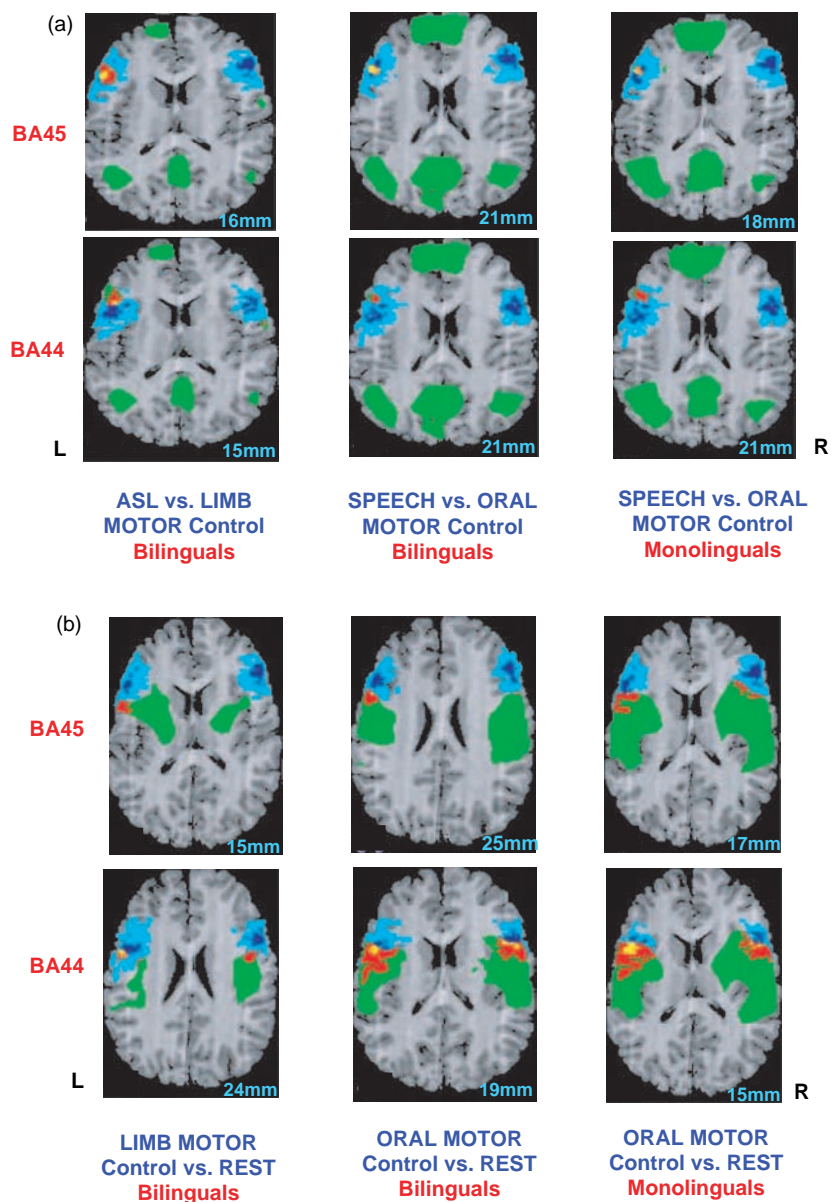 (a)
BA45
16mm
21mm
18mm
BA44
L
15mm
21mm
21mm
R
ASL vs. LIMB
MOTOR Control
Bilinguals
SPEECH vs. ORAL
MOTOR Control
Bilinguals
SPEECH vs. ORAL
MOTOR Control
Monolinguals
(b)
BA45
15mm
25mm
17mm
BA44
L
24mm
19mm
15mm
R
LIMB MOTOR
Control vs. REST
Bilinguals
ORAL MOTOR
Control vs. REST
Bilinguals
ORAL MOTOR
Control vs. REST
Monolinguals